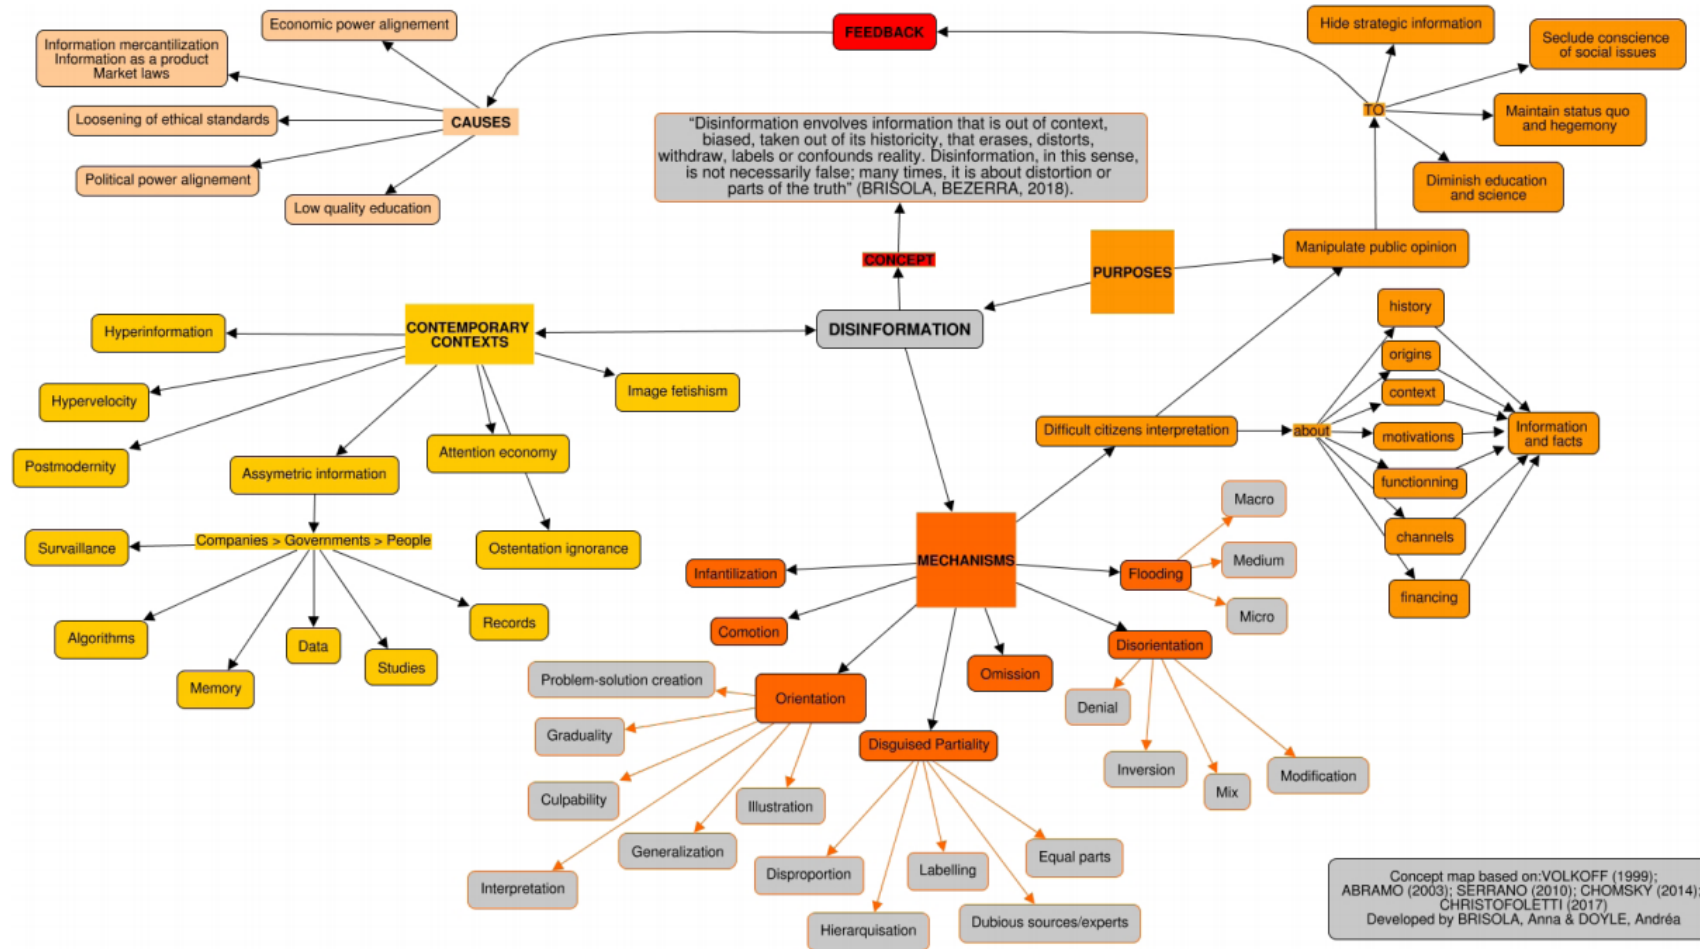 Economic power alignement
Information mercantilization
Information as a product
Market laws
Loosening of ethical standards
CAUSES
Political power alignement
Low quality education
FEEDBACK
Hide strategic information
Seclude conscience
of social issues
TO
Maintain status quo
and hegemony
Diminish education
and science
“Disinformation envolves information that is out of context,
biased, taken out of its historicity, that erases, distorts,
withdraw, labels or confounds reality. Disinformation, in this sense,
is not necessarily false; many times, it is about distortion or
parts of the truth” (BRISOLA, BEZERRA, 2018).
CONCEPT
PURPOSES
Manipulate public opinion
DISINFORMATION
CONTEMPORARY
CONTEXTS
Hyperinformation
Hypervelocity
Postmodernity
Image fetishism
Attention economy
Assymetric information
Ostentation ignorance
Companies > Governments > People
Survaillance
Algorithms
Memory
Data
Studies
Records
Difficult citizens interpretation
about
history
origins
context
motivations
functionning
channels
financing
Information
and facts
MECHANISMS
Infantilization
Comotion
Orientation
Problem-solution creation
Graduality
Culpability
Interpretation
Generalization
Illustration
Disguised Partiality
Disproportion
Hierarquisation
Labelling
Dubious sources/experts
Equal parts
Omission
Disorientation
Denial
Inversion
Mix
Modification
Flooding
Macro
Medium
Micro
Concept map based on:VOLKOFF (1999);
ABRAMO (2003); SERRANO (2010); CHOMSKY (2014);
CHRISTOFOLETTI (2017)
Developed by BRISOLA, Anna & DOYLE, Andréa